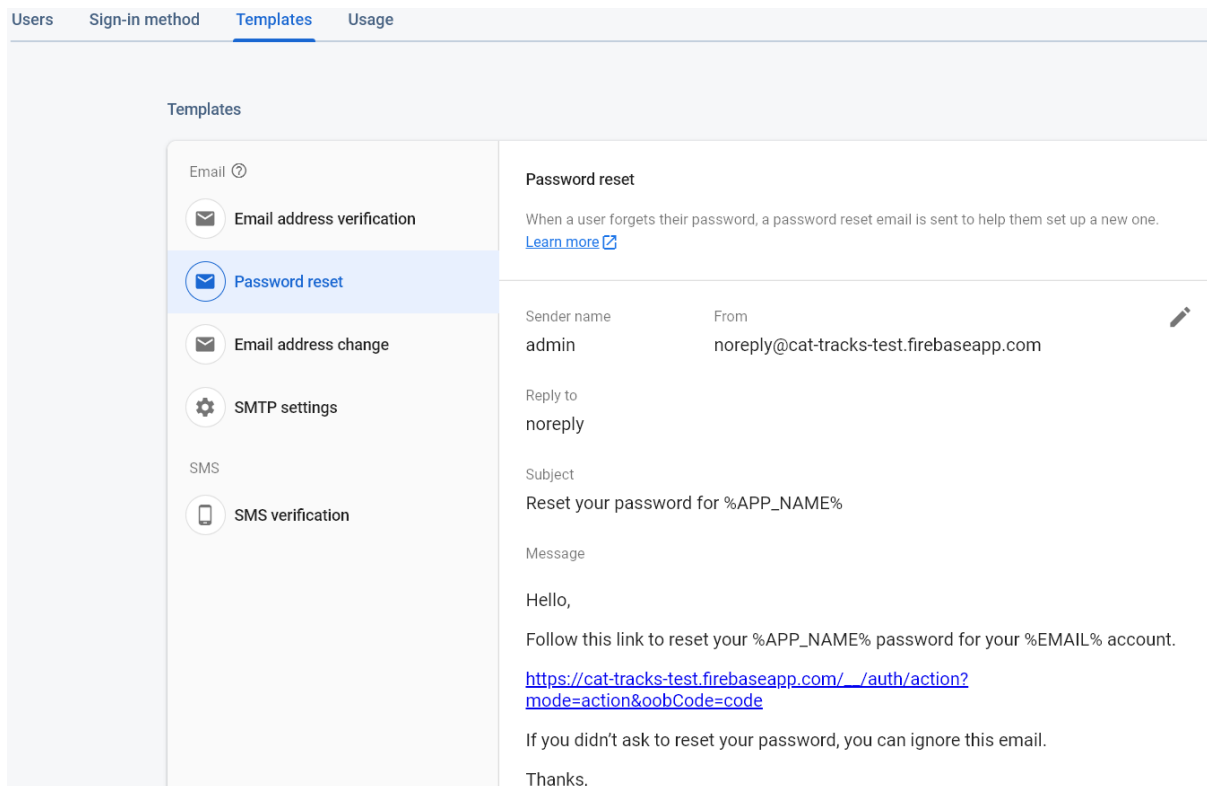 Users Sign-in method Templates Usage
Templates
Email
Email address verification
Password reset
Email address change
SMTP settings
SMS
SMS verification
Password reset
When a user forgets their password, a password reset email is sent to help them set up a new one.
Learn more
Sender name From
admin noreply@cat-tracks-test.firebaseapp.com
Reply to
noreply
Subject
Reset your password for %APP_NAME%
Message
Hello,
Follow this link to reset your %APP_NAME% password for your %EMAIL% account.
https://cat-tracks-test.firebaseapp.com/__/auth/action?
mode=action&oobCode=code
If you didn’t ask to reset your password, you can ignore this email.
Thanks,